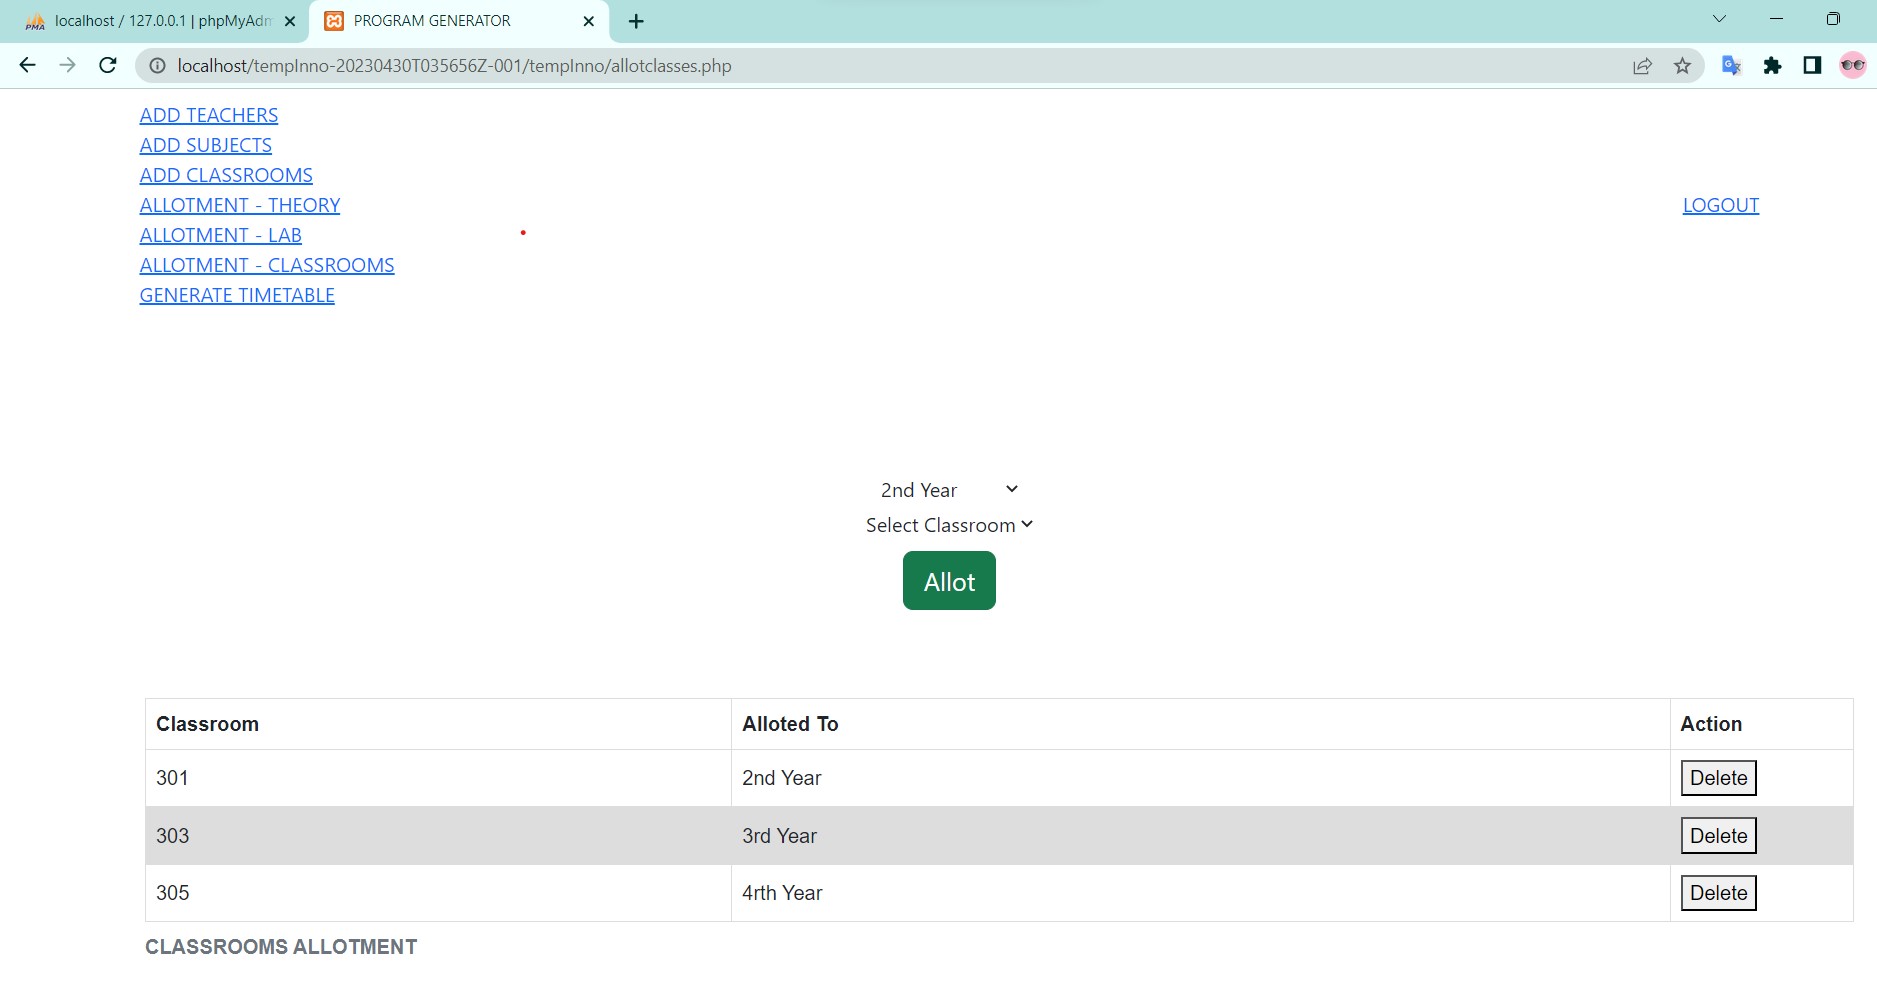 localhost / 127.0.0.1 | phpMyAdm
PROGRAM GENERATOR
localhost/tempInno-20230430T035656Z-001/tempInno/allotclasses.php
ADD TEACHERS
ADD SUBJECTS
ADD CLASSROOMS
ALLOTMENT - THEORY
LOGOUT
ALLOTMENT - LAB
ALLOTMENT - CLASSROOMS
GENERATE TIMETABLE
2nd Year
Select Classroom
Allot
Classroom Alloted To Action
301 2nd Year Delete
303 3rd Year Delete
305 4rth Year Delete
CLASSROOMS ALLOTMENT